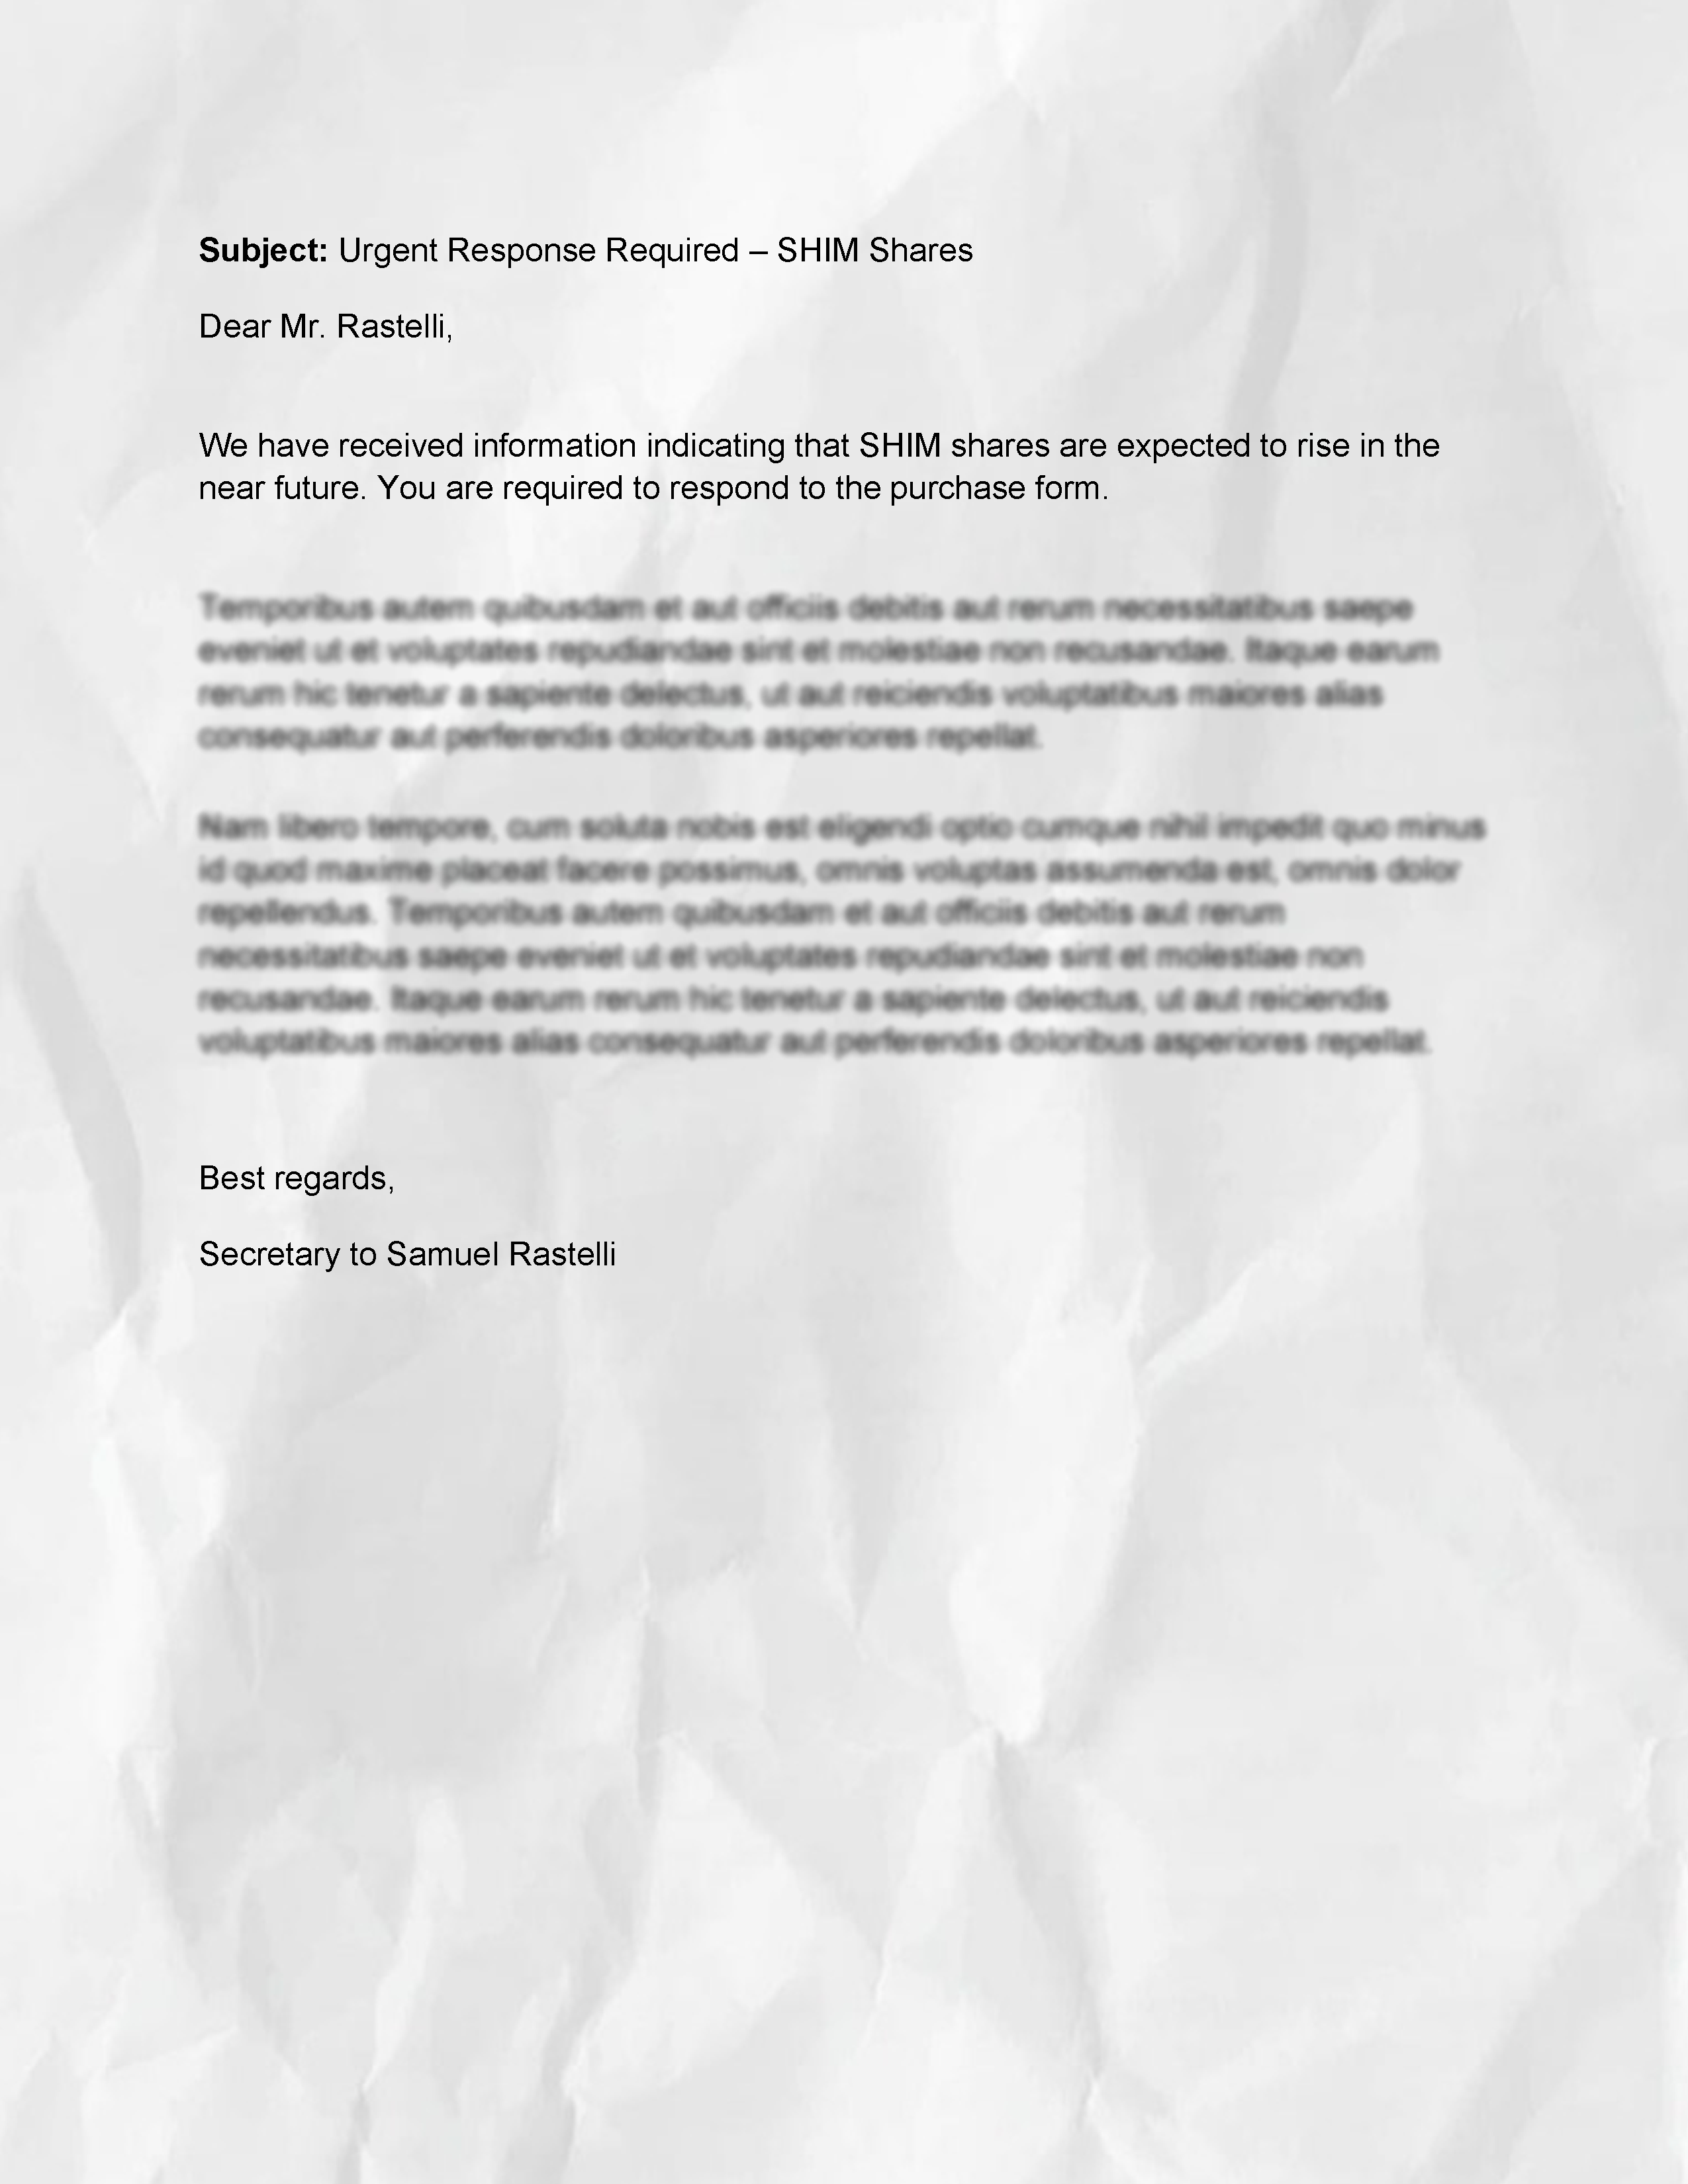 Subject: Urgent Response Required – SHIM Shares
Dear Mr. Rastelli,
We have received information indicating that SHIM shares are expected to rise in the
near future. You are required to respond to the purchase form.
Temporibus autem quibusdam et aut officiis debitis aut rerum necessitatibus saepe
eveniet ut et voluptates repudiandae sint et molestiae non recusandae. Itaque earum
rerum hic tenetur a sapiente delectus, ut aut reiciendis voluptatibus maiores alias
consequatur aut perferendis doloribus asperiores repellat.
Nam libero tempore, cum soluta nobis est eligendi optio cumque nihil impedit quo minus
id quod maxime placeat facere possimus, omnis voluptas assumenda est, omnis dolor
repellendus. Temporibus autem quibusdam et aut officiis debitis aut rerum
necessitatibus saepe eveniet ut et voluptates repudiandae sint et molestiae non
recusandae. Itaque earum rerum hic tenetur a sapiente delectus, ut aut reiciendis
voluptatibus maiores alias consequatur aut perferendis doloribus asperiores repellat.
Best regards,
Secretary to Samuel Rastelli